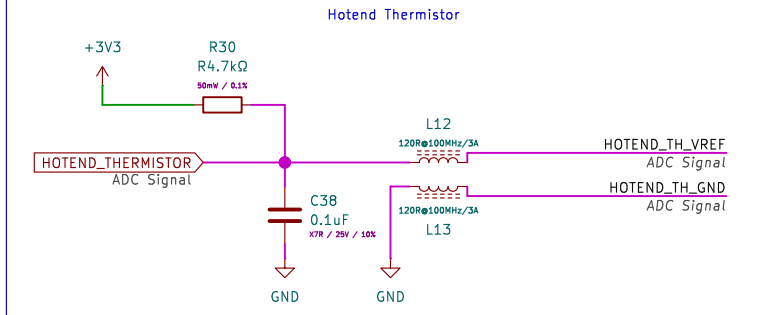 Hotend Thermistor
+3V3
R30
R4.7kΩ
50mW / 0.1%
L12
120R@100MHz/3A
HOTEND_TH_VREF
ADC Signal
HOTEND_THERMISTOR
ADC Signal
HOTEND_TH_GND
ADC Signal
C38
0.1uF
X7R / 25V / 10%
120R@100MHz/3A
L13
GND
GND